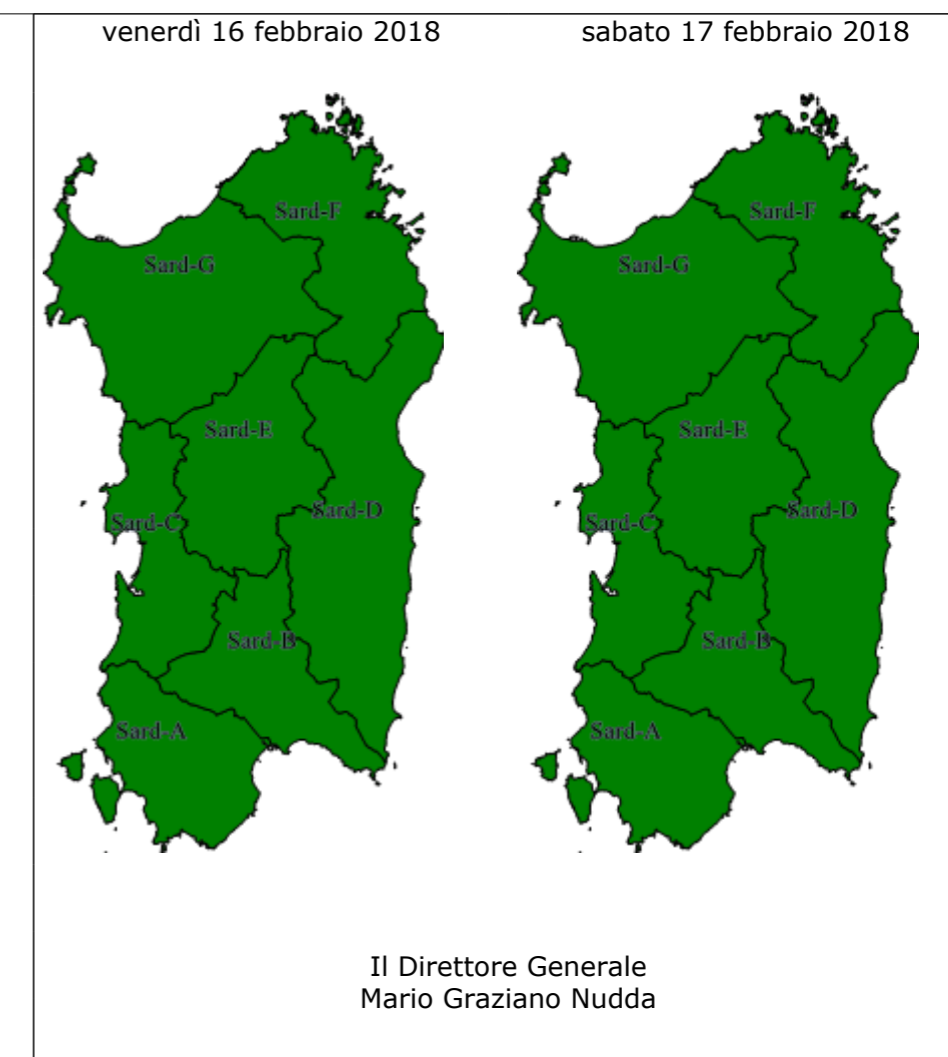 venerdì 16 febbraio 2018
sabato 17 febbraio 2018
Sard-F
Sard-G
Sard-E
Sard-D
Sard-C
Sard-B
Sard-A
Sard-F
Sard-G
Sard-E
Sard-D
Sard-C
Sard-B
Sard-A
Il Direttore Generale
Mario Graziano Nudda